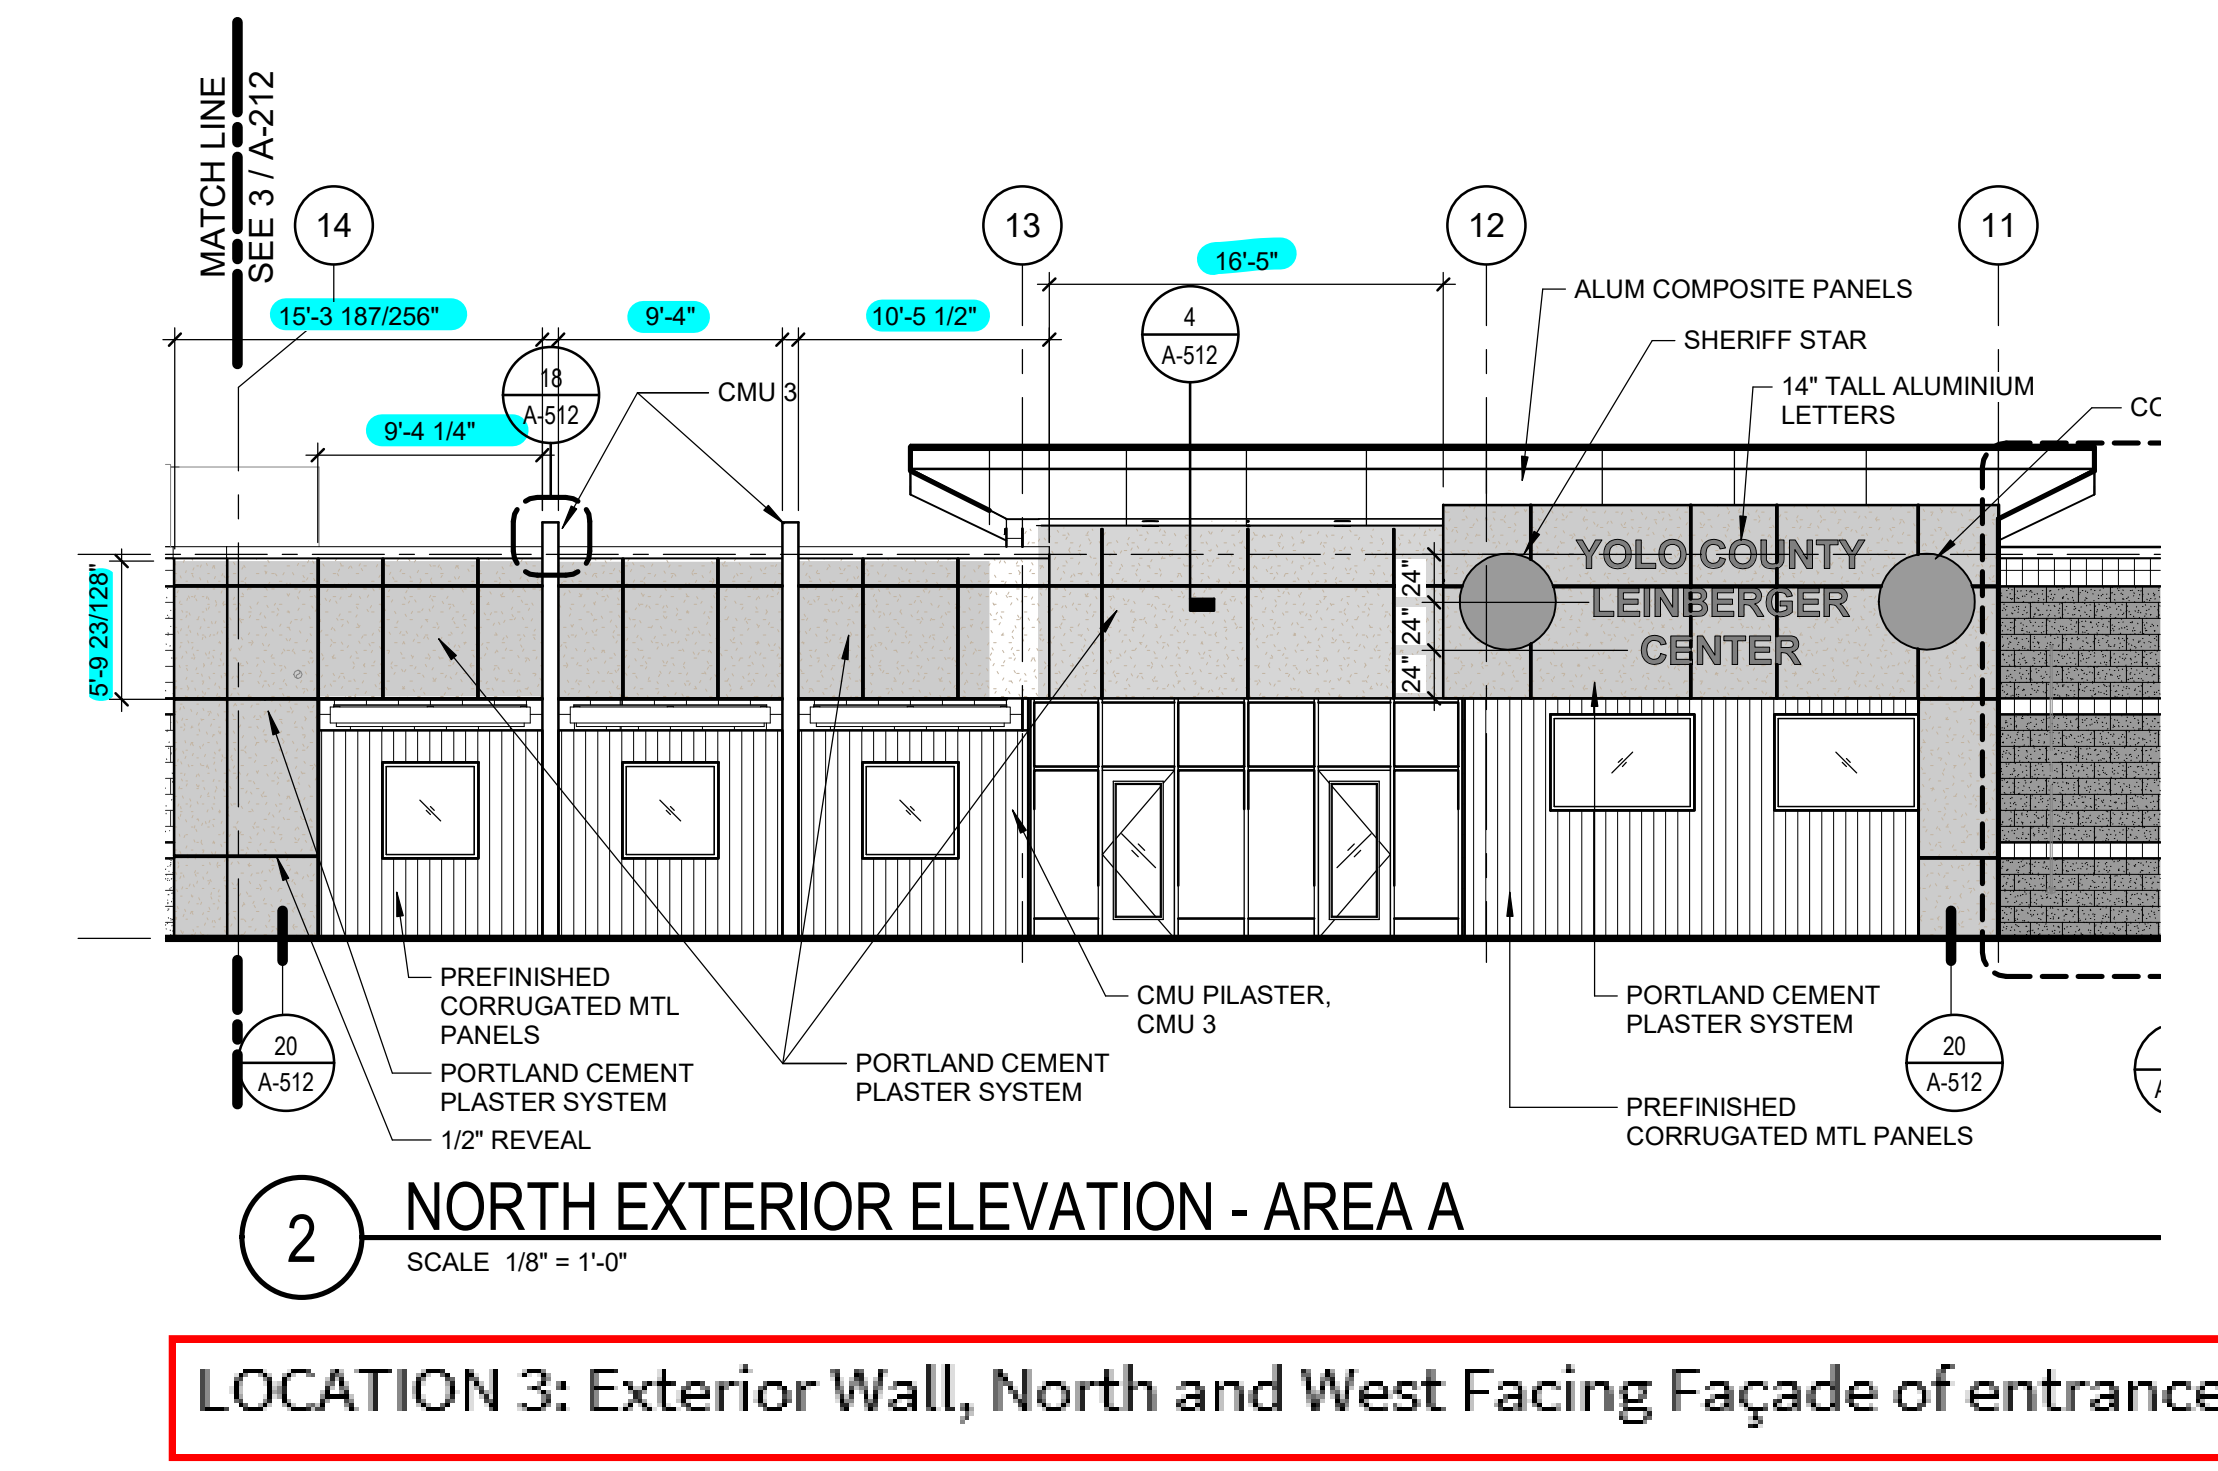 MATCH LINE
SEE 3 / A-212
14
13
12
11
15'-3 187/256"
9'-4"
10'-5 1/2"
16'-5"
4
A-512
ALUM COMPOSITE PANELS
SHERIFF STAR
14" TALL ALUMINIUM
LETTERS
18
A-512
CMU 3
9'-4 1/4"
5'-9 23/128"
24"
24"
24"
YOLO COUNTY
LEINBERGER
CENTER
PREFINISHED
CORRUGATED MTL
PANELS
PORTLAND CEMENT
PLASTER SYSTEM
1/2" REVEAL
20
A-512
PORTLAND CEMENT
PLASTER SYSTEM
CMU PILASTER,
CMU 3
PORTLAND CEMENT
PLASTER SYSTEM
PREFINISHED
CORRUGATED MTL PANELS
20
A-512
2
NORTH EXTERIOR ELEVATION - AREA A
SCALE 1/8" = 1'-0"
LOCATION 3: Exterior Wall, North and West Facing Façade of entrance